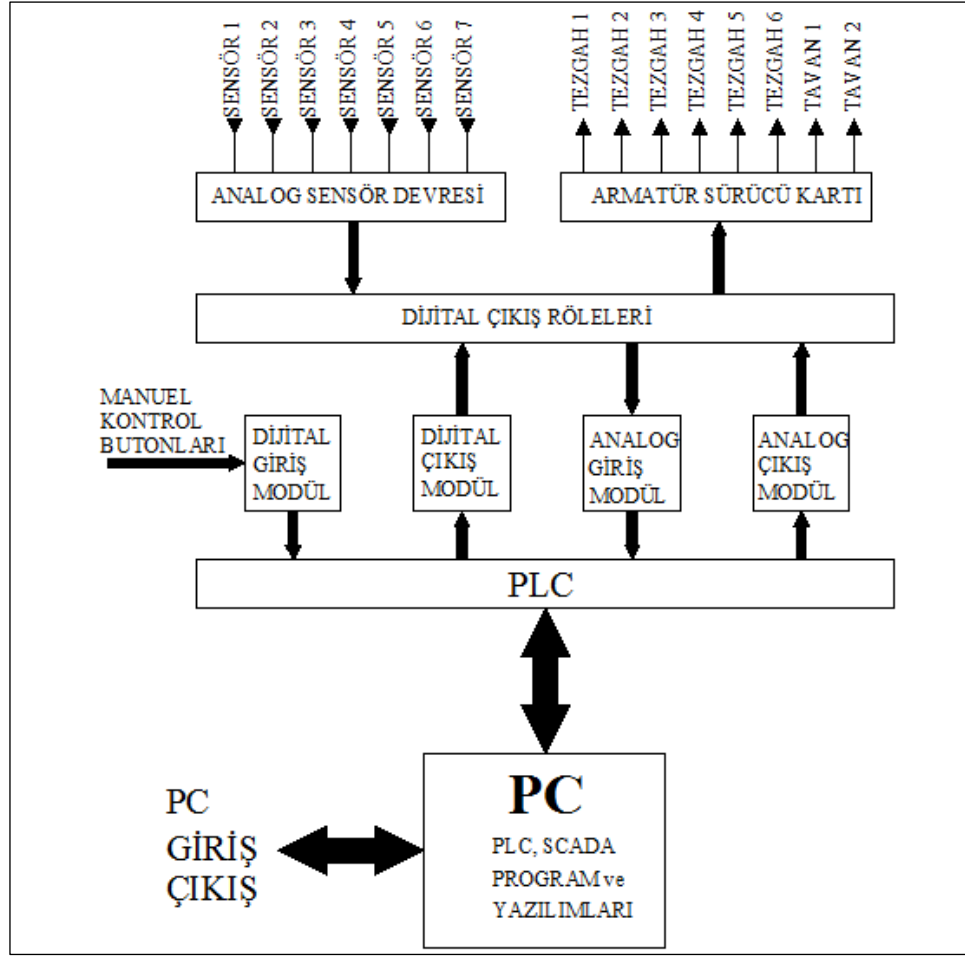 SENSÖR 1
SENSÖR 2
SENSÖR 3
SENSÖR 4
SENSÖR 5
SENSÖR 6
SENSÖR 7
TEZGAH 1
TEZGAH 2
TEZGAH 3
TEZGAH 4
TEZGAH 5
TEZGAH 6
TAVAN 1
TAVAN 2
ANALOG SENSÖR DEVRESİ
ARMATÜR SÜRÜCÜ KARTI
DİJİTAL ÇIKIŞ RÖLELERİ
MANUEL
KONTROL
BUTONLARI
DİJİTAL
GİRİŞ
MODÜL
DİJİTAL
ÇIKIŞ
MODÜL
ANALOG
GİRİŞ
MODÜL
ANALOG
ÇIKIŞ
MODÜL
PLC
PC
GİRİŞ
ÇIKIŞ
PC
PLC, SCADA
PROGRAM ve
YAZILIMLARI